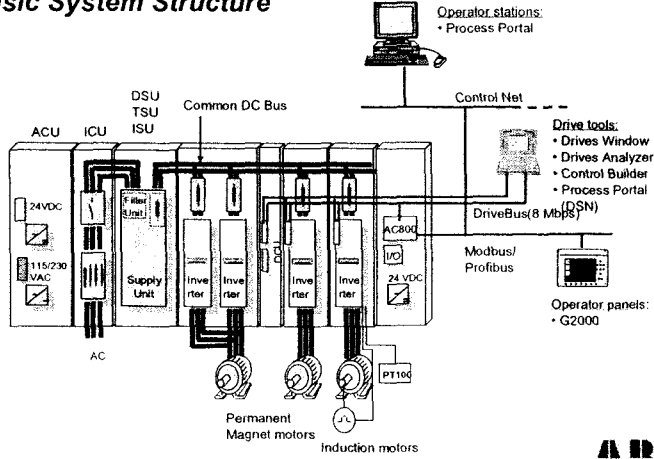 sic System Structure
Operator stations:
• Process Portal
Control Net
DSU
TSU
ISU
Common DC Bus
ACU
ICU
Drive tools:
• Drives Window
• Drives Analyzer
• Control Builder
• Process Portal
(DSN)
DriveBus(8 Mbps)
24VDC
Filter
Unit
AC800
I/O
Modbus/
Profibus
DCU
115/230
VAC
Supply
Unit
Inve
rter
Inve
rter
Inve
rter
Inve
rter
24 VDC
Operator panels:
• G2000
AC
PT100
Permanent
Magnet motors
Induction motors